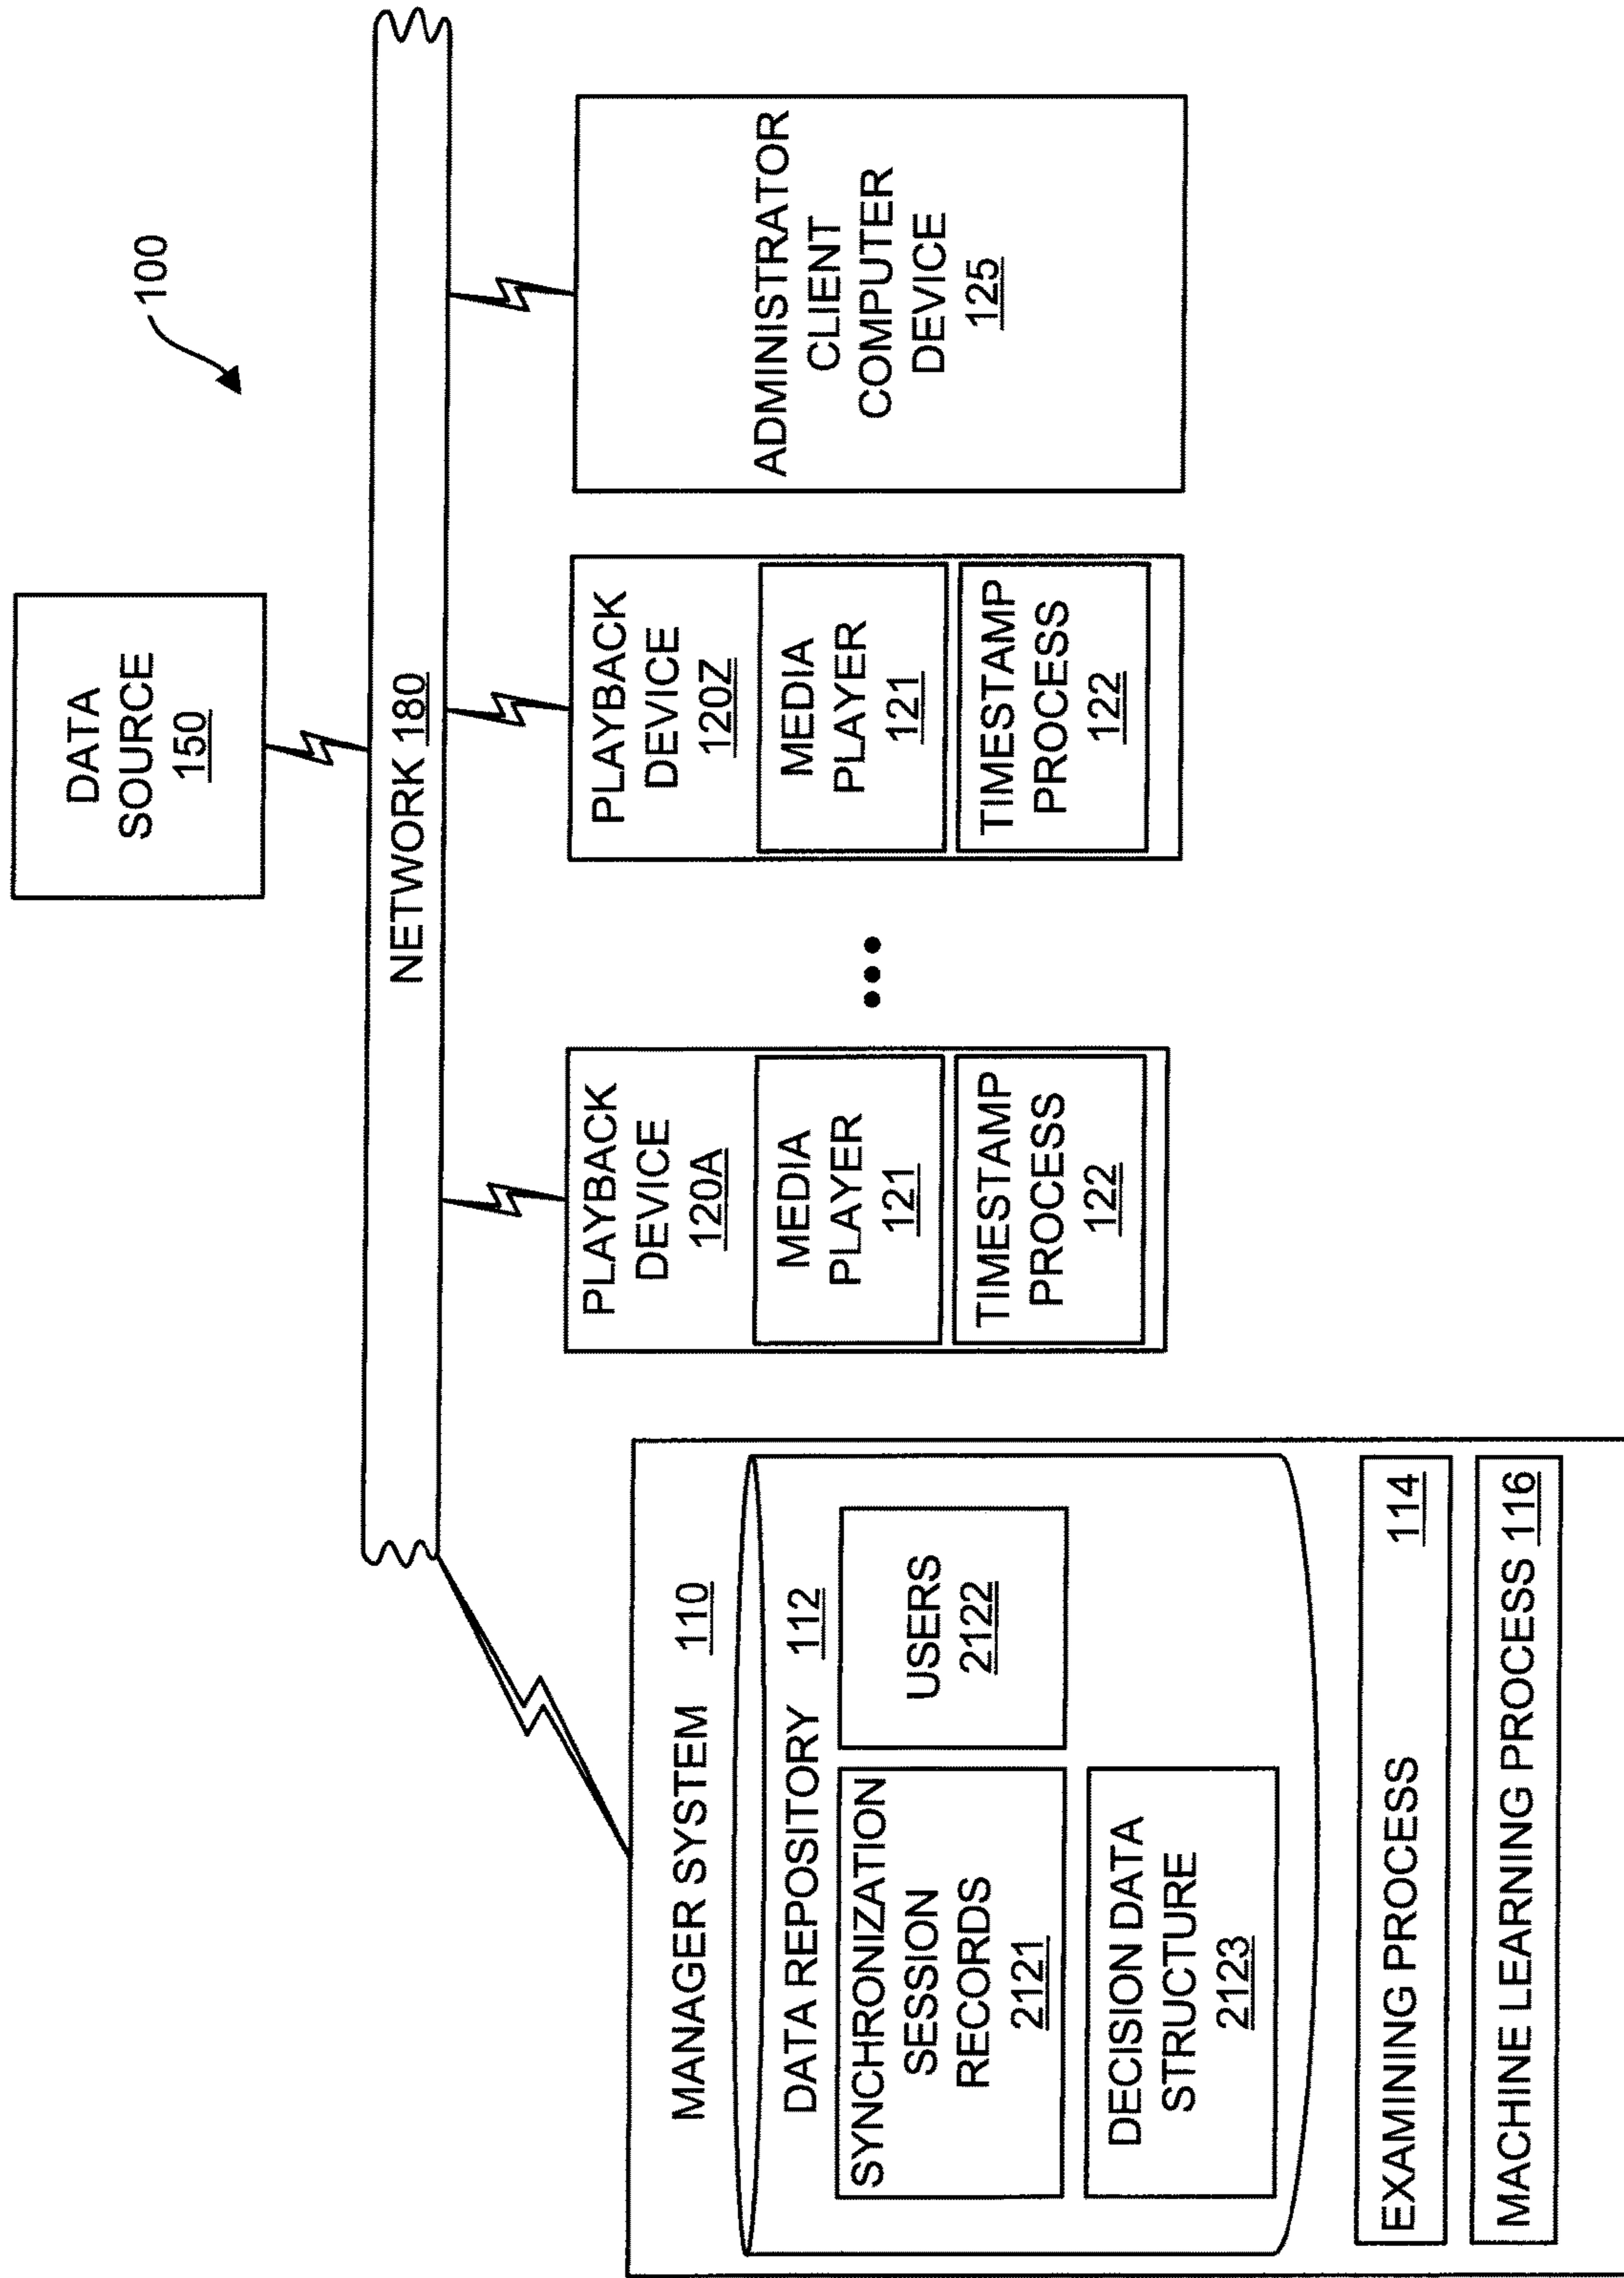 100
DATA
SOURCE
150
NETWORK 180
MANAGER SYSTEM 110
DATA REPOSITORY 112
SYNCHRONIZATION
SESSION
RECORDS
2121
USERS
2122
DECISION DATA
STRUCTURE
2123
EXAMINING PROCESS 114
MACHINE LEARNING PROCESS 116
PLAYBACK
DEVICE
120A
MEDIA
PLAYER
121
TIMESTAMP
PROCESS
122
PLAYBACK
DEVICE
120Z
MEDIA
PLAYER
121
TIMESTAMP
PROCESS
122
ADMINISTRATOR
CLIENT
COMPUTER
DEVICE
125